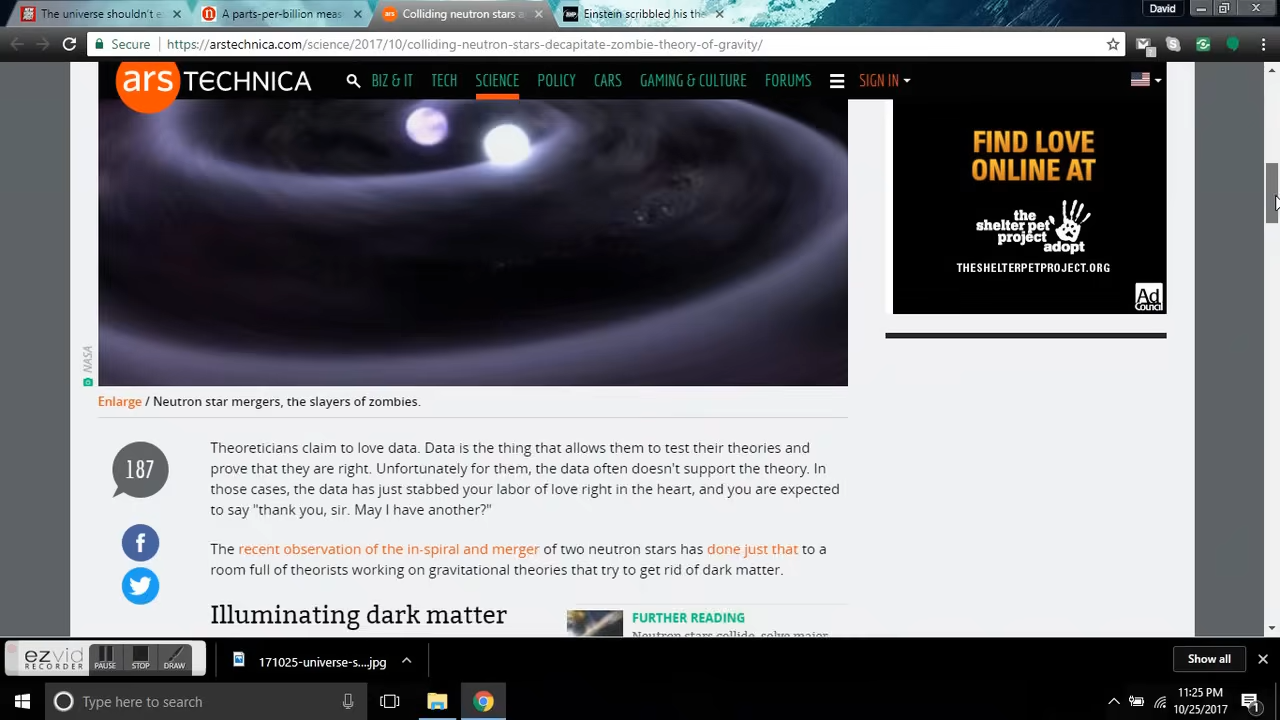 The universe shouldn't e
A parts-per-billion meas
Colliding neutron stars a
Einstein scribbled his the
David
Secure
https://arstechnica.com/science/2017/10/colliding-neutron-stars-decapitate-zombie-theory-of-gravity/
ars TECHNICA
BIZ & IT
TECH
SCIENCE
POLICY
CARS
GAMING & CULTURE
FORUMS
SIGN IN
FIND LOVE
ONLINE AT
the
shelter pet
project
adopt
THESHELTERPETPROJECT.ORG
Ad
COUNCIL
NASA
Enlarge / Neutron star mergers, the slayers of zombies.
187
Theoreticians claim to love data. Data is the thing that allows them to test their theories and
prove that they are right. Unfortunately for them, the data often doesn't support the theory. In
those cases, the data has just stabbed your labor of love right in the heart, and you are expected
to say "thank you, sir. May I have another?"
The recent observation of the in-spiral and merger of two neutron stars has done just that to a
room full of theorists working on gravitational theories that try to get rid of dark matter.
Illuminating dark matter
FURTHER READING
Neutron stars collide, solve major
ezvid
RECORDER
PAUSE
STOP
DRAW
171025-universe-s....jpg
Show all
Type here to search
11:25 PM
10/25/2017
1